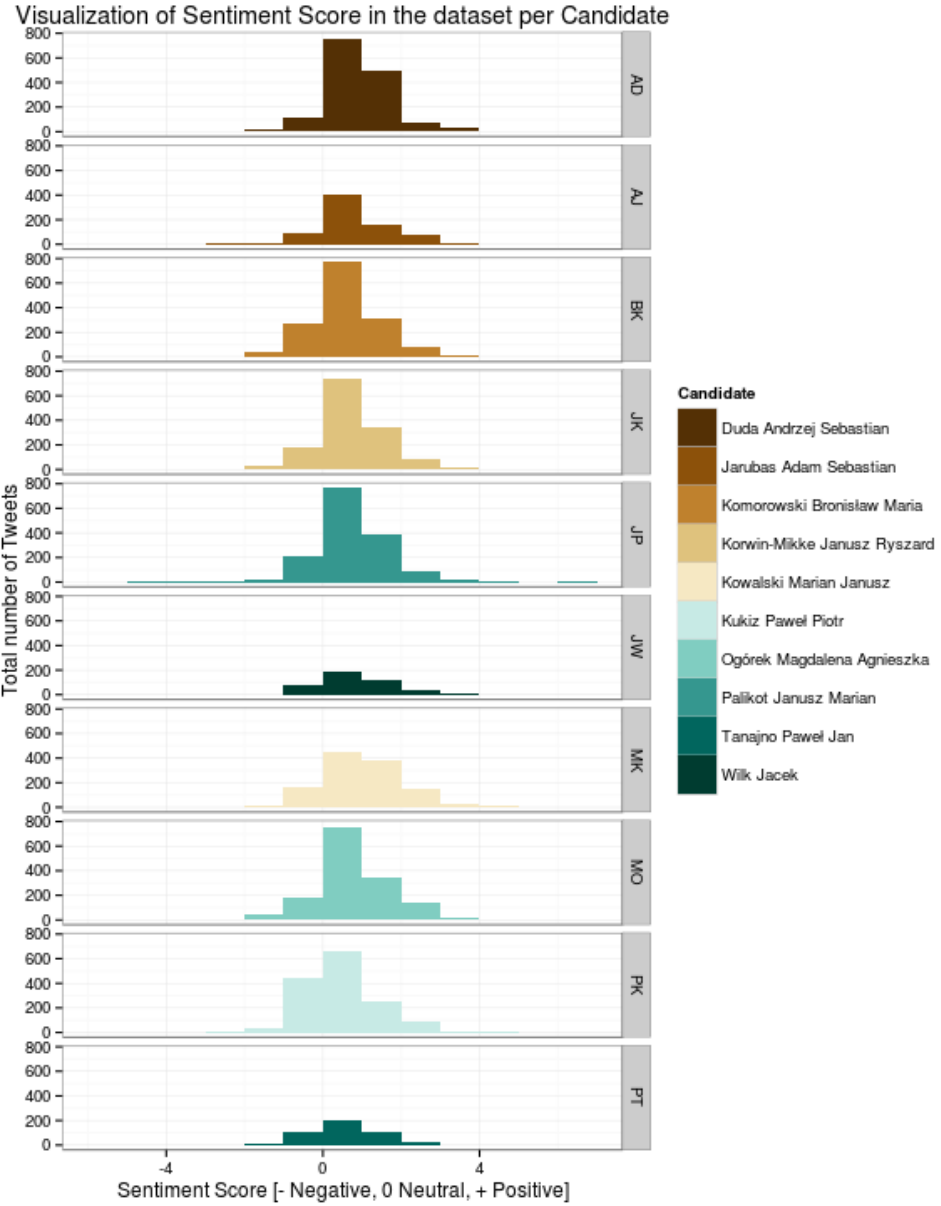 Visualization of Sentiment Score in the dataset per Candidate
Total number of Tweets
800
600
400
200
0
AD
800
600
400
200
0
AJ
800
600
400
200
0
BK
800
600
400
200
0
JK
800
600
400
200
0
JP
800
600
400
200
0
JW
800
600
400
200
0
MK
800
600
400
200
0
MO
800
600
400
200
0
PK
800
600
400
200
0
PT
-4 0 4
Sentiment Score [- Negative, 0 Neutral, + Positive]
Candidate
Duda Andrzej Sebastian
Jarubas Adam Sebastian
Komorowski Bronisław Maria
Korwin-Mikke Janusz Ryszard
Kowalski Marian Janusz
Kukiz Paweł Piotr
Ogórek Magdalena Agnieszka
Palikot Janusz Marian
Tanajno Paweł Jan
Wilk Jacek